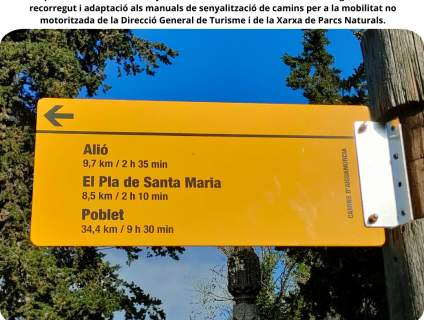 recorregut i adaptació als manuals de senyalització de camins per a la mobilitat no
motoritzada de la Direcció General de Turisme i de la Xarxa de Parcs Naturals.
Alió
9,7 km / 2 h 35 min
El Pla de Santa Maria
8,5 km / 2 h 10 min
Poblet
34,4 km / 9 h 30 min
CAMINS D'AIGUAMÚRCIA